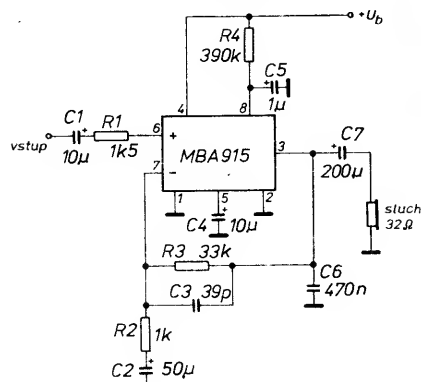 +Ub
R4
390k
C5
+
1µ
4
8
C1
+
R1
vstup
10µ
1k5
6
+
MBA915
3
C7
+
200µ
7
−
1
5
2
C4
+
10µ
sluch
32Ω
R3 33k
C3 39p
C6
470n
R2
1k
C2
+
50µ